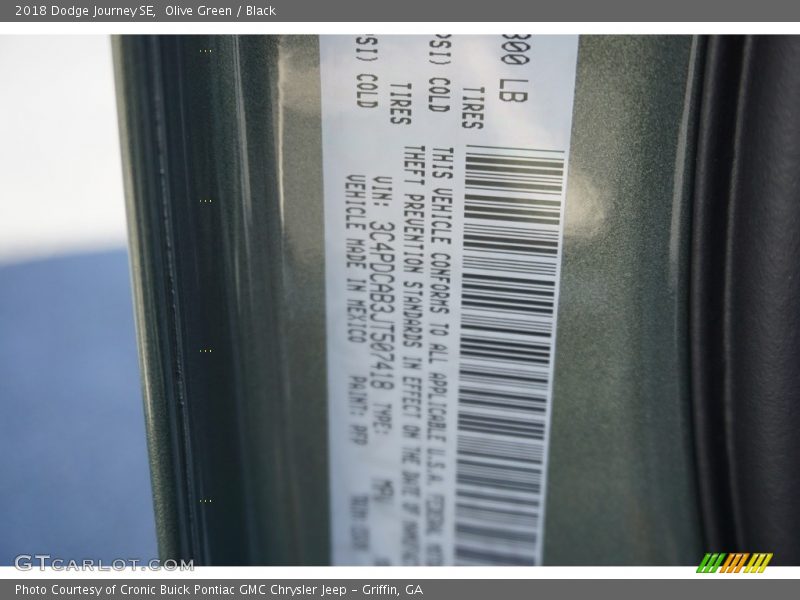 2018 Dodge Journey SE, Olive Green / Black
300 LB
TIRES
SI) COLD
TIRES
SI) COLD
THIS VEHICLE CONFORMS TO ALL APPLICABLE U.S.A. FEDERAL
THEFT PREVENTION STANDARDS IN EFFECT ON THE DATE OF
VIN: 3C4PDCAB3JT507418 TYPE: MPV
VEHICLE MADE IN MEXICO PAINT: PFP
GTCARLOT.COM
Photo Courtesy of Cronic Buick Pontiac GMC Chrysler Jeep – Griffin, GA